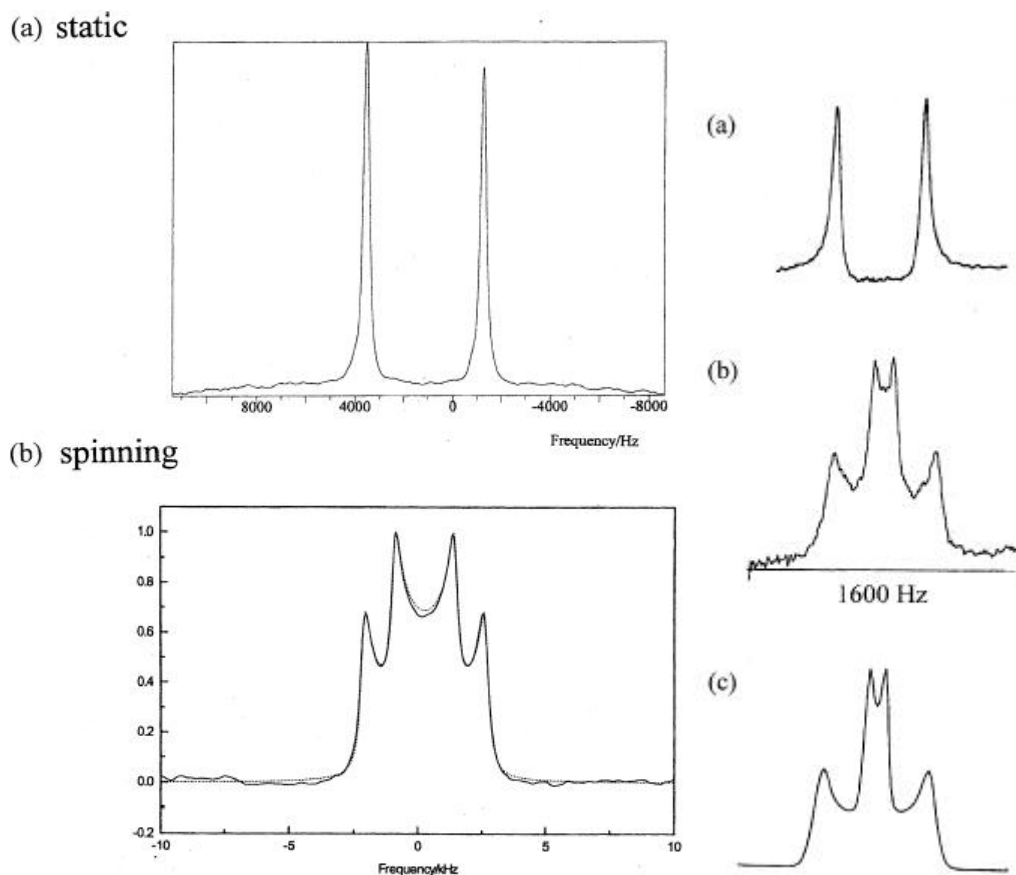 (a) static
8000 4000 0 -4000 -8000
Frequency/Hz
(b) spinning
1.0
0.8
0.6
0.4
0.2
0.0
-0.2
-10 -5 0 5 10
Frequency/kHz
(a)
(b)
1600 Hz
(c)